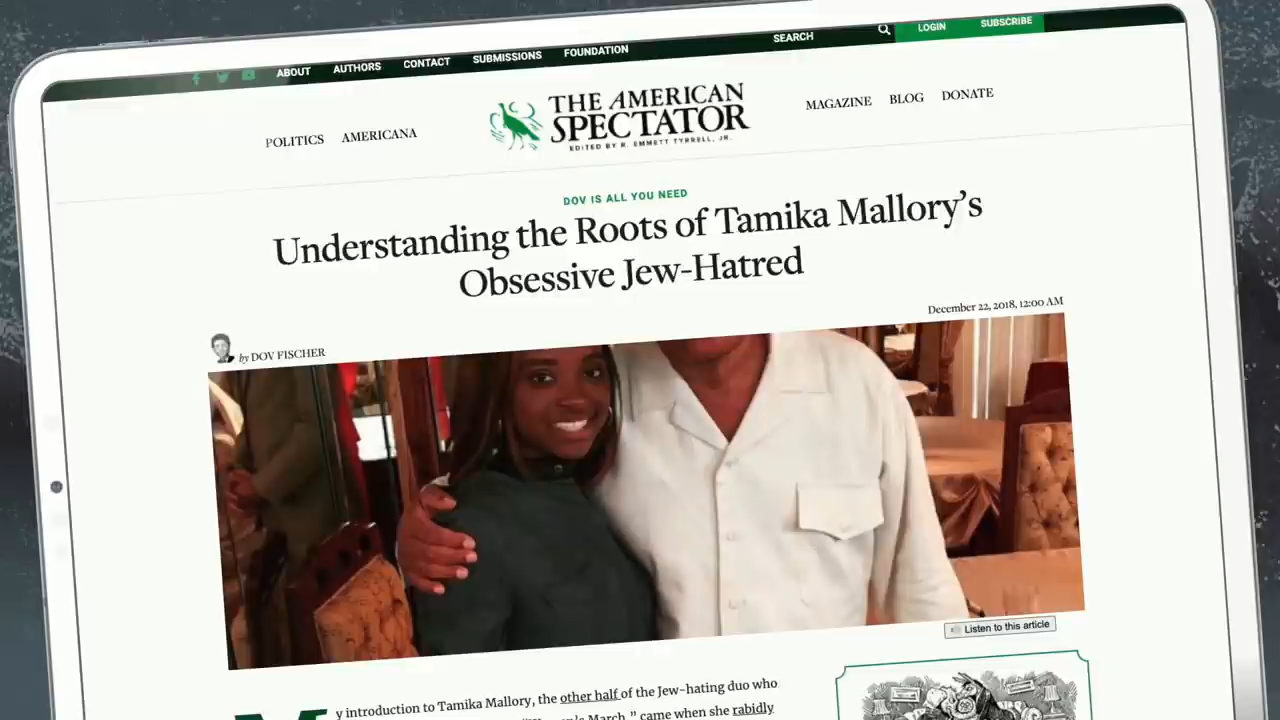 ABOUT AUTHORS CONTACT SUBMISSIONS FOUNDATION SEARCH LOGIN SUBSCRIBE
POLITICS AMERICANA
THE AMERICAN
SPECTATOR
EDITED BY R. EMMETT TYRRELL, JR.
MAGAZINE BLOG DONATE
DOV IS ALL YOU NEED
Understanding the Roots of Tamika Mallory's
Obsessive Jew-Hatred
December 22, 2018, 12:00 AM
by DOV FISCHER
Listen to this article
y introduction to Tamika Mallory, the other half of the Jew-hating duo who
March," came when she rabidly